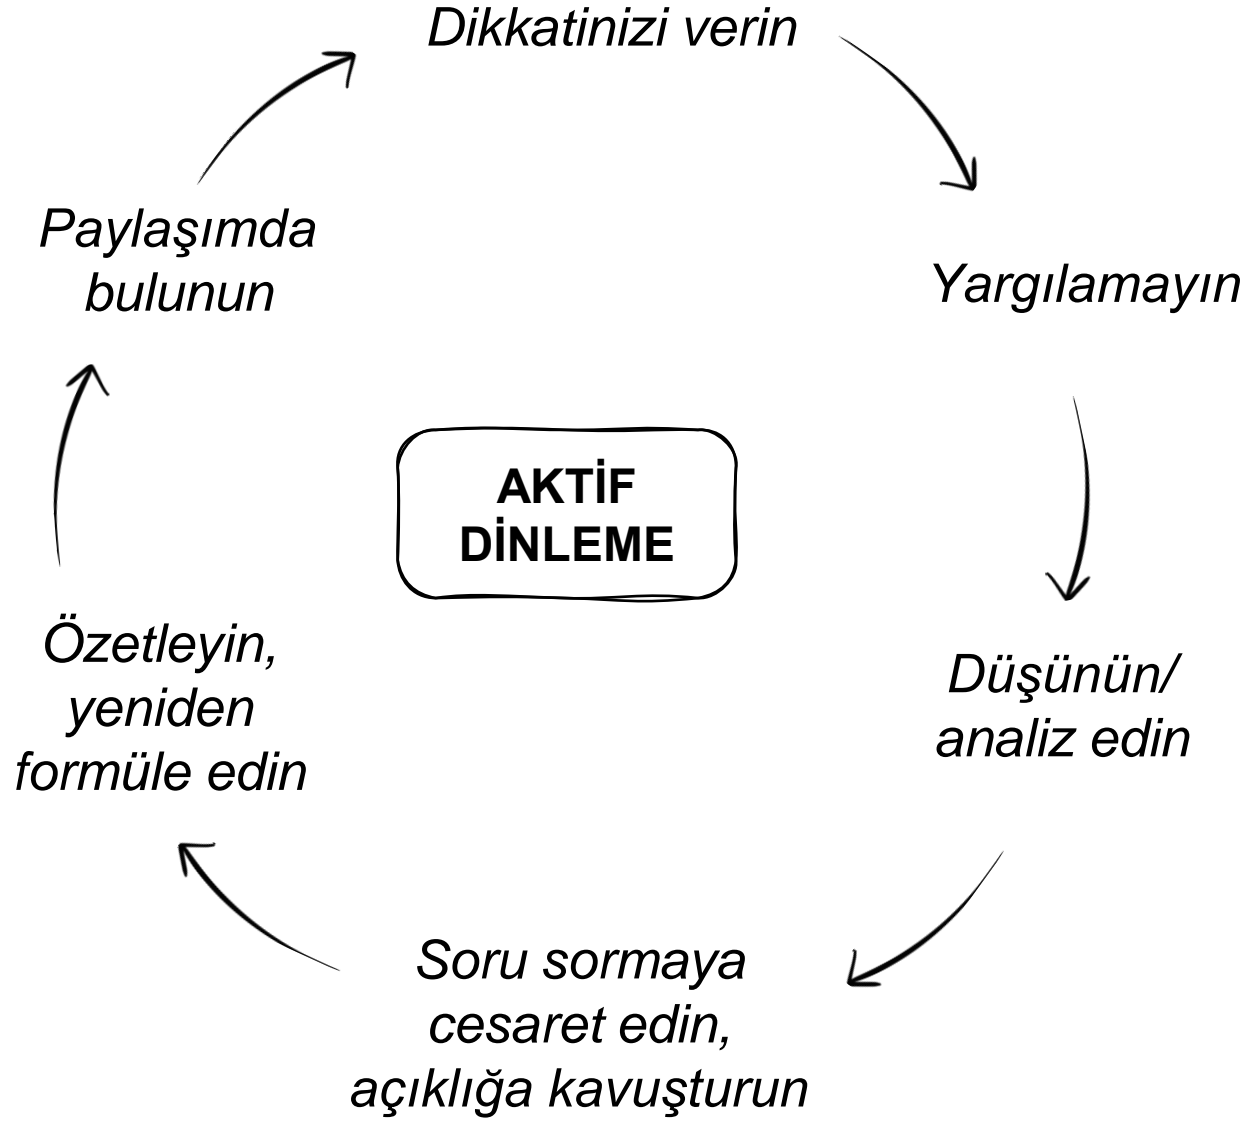 Dikkatinizi verin
Yargılamayın
Düşünün/
analiz edin
Soru sormaya
cesaret edin,
açıklığa kavuşturun
Özetleyin,
yeniden
formüle edin
Paylaşımda
bulunun
AKTİF
DİNLEME